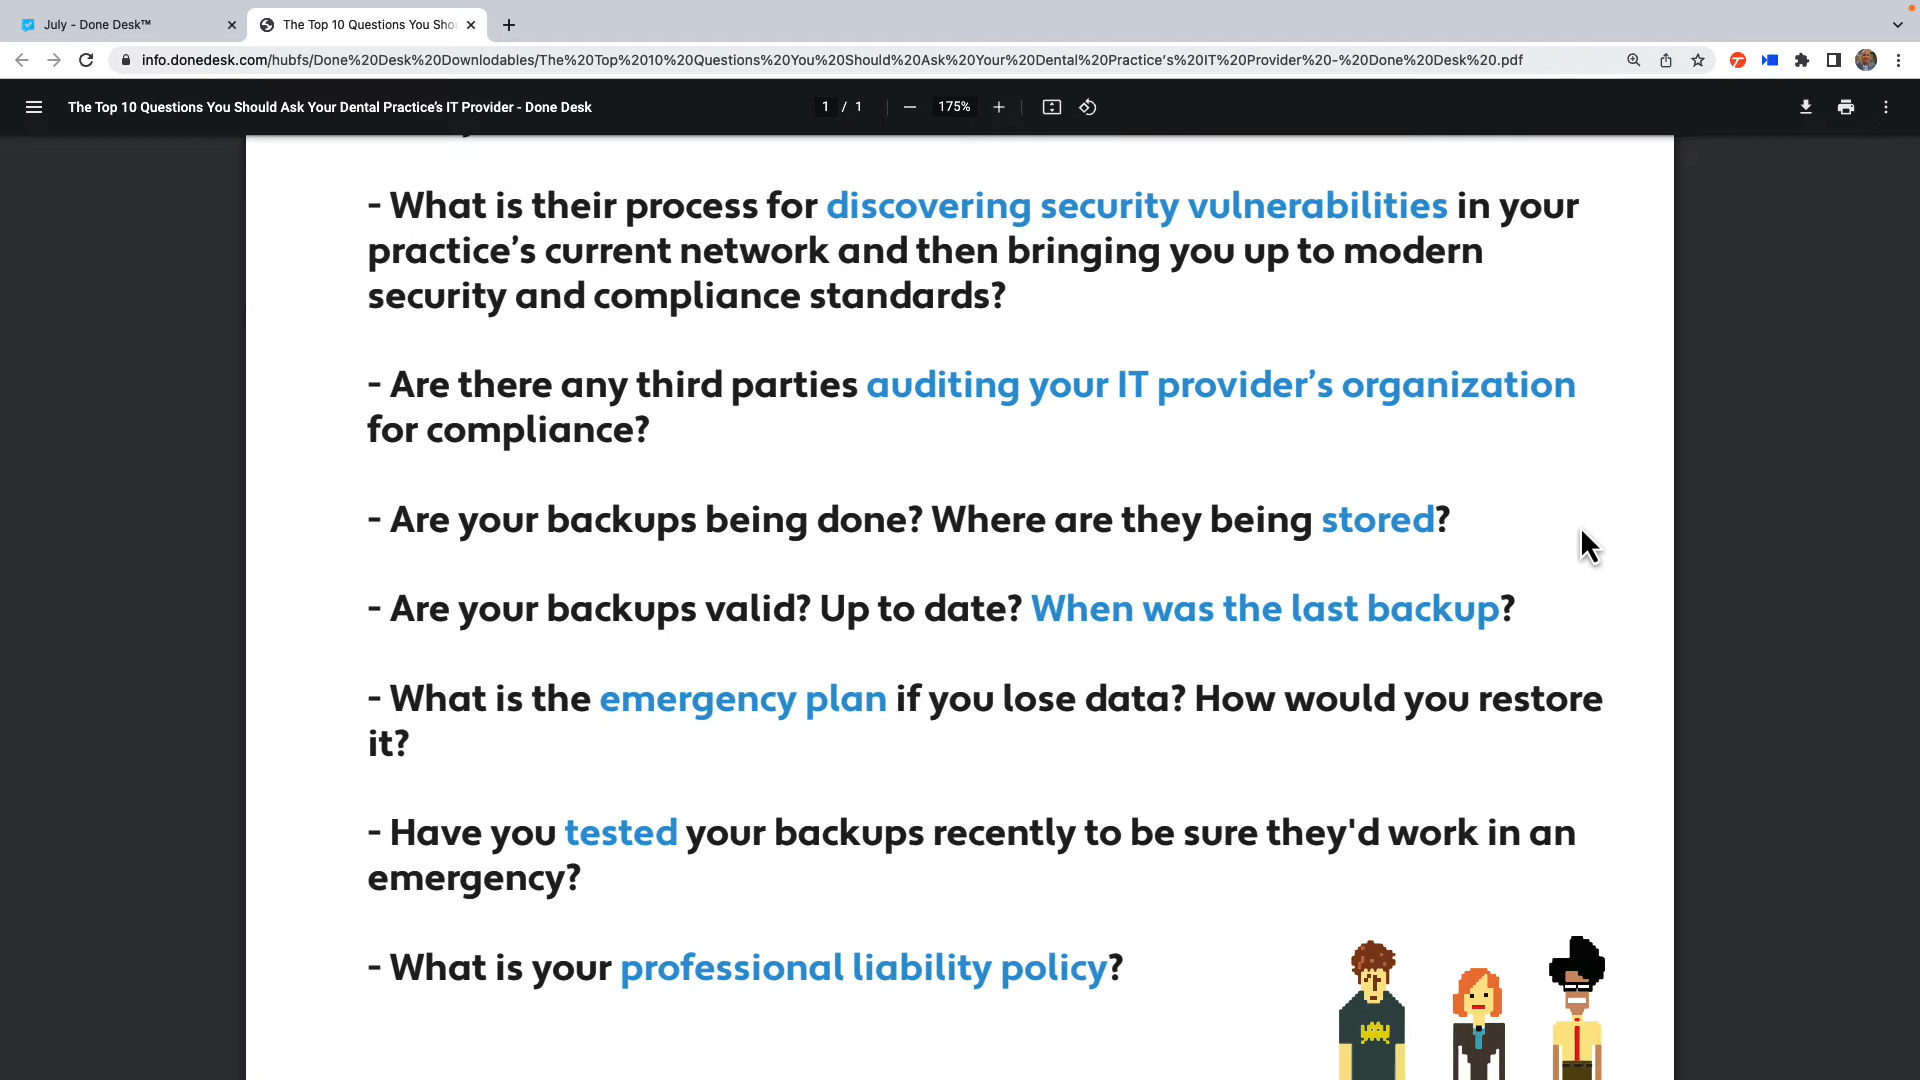 July - Done Desk™
The Top 10 Questions You Sho
info.donedesk.com/hubfs/Done%20Desk%20Downlodables/The%20Top%2010%20Questions%20You%20Should%20Ask%20Your%20Dental%20Practice's%20IT%20Provider%20-%20Done%20Desk%20.pdf
The Top 10 Questions You Should Ask Your Dental Practice's IT Provider - Done Desk
1 / 1
175%
- What is their process for discovering security vulnerabilities in your
practice's current network and then bringing you up to modern
security and compliance standards?
- Are there any third parties auditing your IT provider's organization
for compliance?
- Are your backups being done? Where are they being stored?
- Are your backups valid? Up to date? When was the last backup?
- What is the emergency plan if you lose data? How would you restore
it?
- Have you tested your backups recently to be sure they'd work in an
emergency?
- What is your professional liability policy?